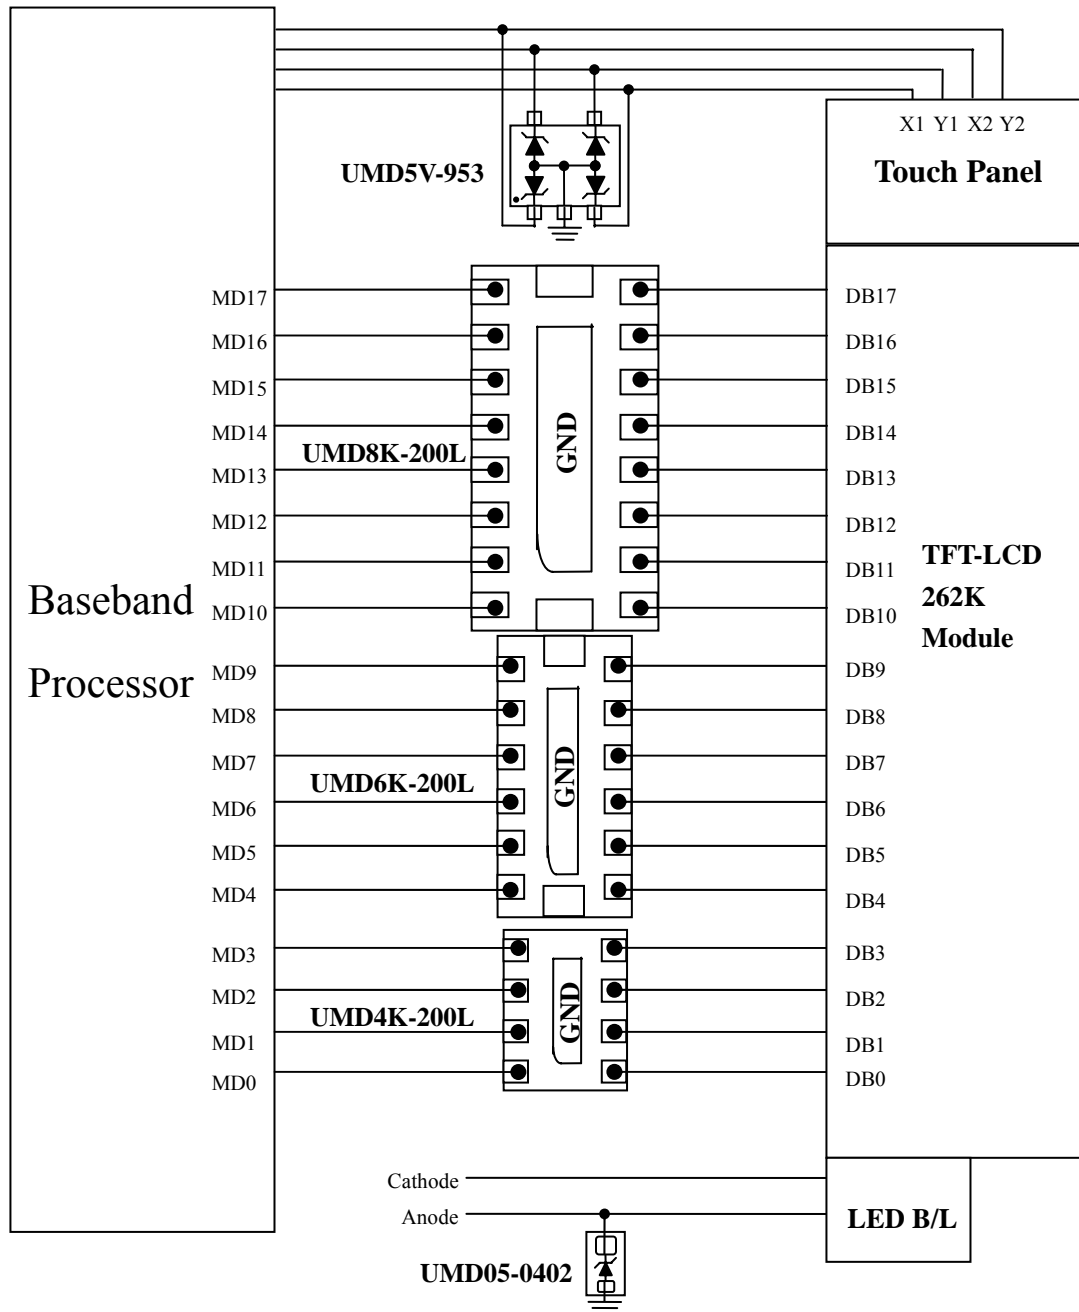 X1 Y1 X2 Y2
Touch Panel
UMD5V-953
MD17
DB17
MD16
DB16
MD15
DB15
MD14
DB14
UMD8K-200L
GND
MD13
DB13
MD12
DB12
TFT-LCD
262K
Module
MD11
DB11
Baseband
Processor
MD10
DB10
MD9
DB9
MD8
DB8
MD7
DB7
UMD6K-200L
GND
MD6
DB6
MD5
DB5
MD4
DB4
MD3
DB3
MD2
DB2
UMD4K-200L
GND
MD1
DB1
MD0
DB0
Cathode
Anode
LED B/L
UMD05-0402